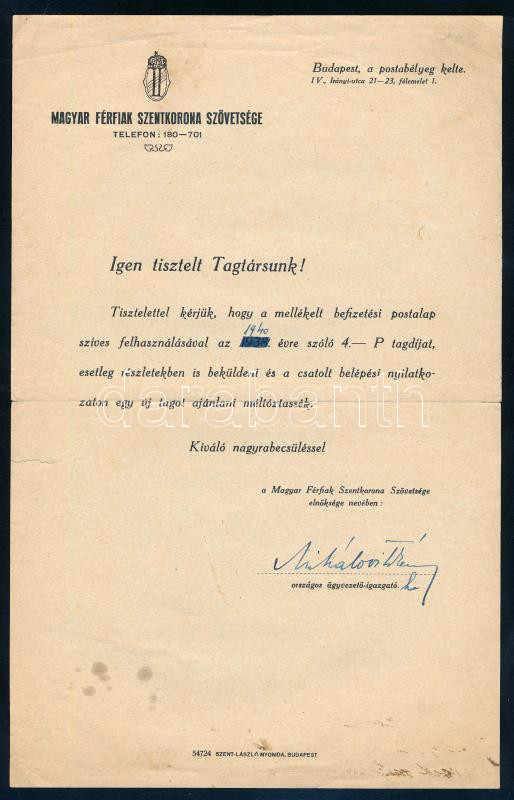 Budapest, a postabélyeg kelte.
IV., Irányi-utca 21—23, félemelet 1.
MAGYAR FÉRFIAK SZENTKORONA SZÖVETSÉGE
TELEFON: 180—701
Igen tisztelt Tagtársunk!
Tisztelettel kérjük, hogy a mellékelt befizetési postalap
1940
szives felhasználásával az évre szóló 4.— P tagdíjat,
esetleg részletekben is beküldeni és a csatolt belépési nyilatko-
zaton egy új tagot ajánlani méltóztassék.
darabanth
Kiváló nagyrabecsüléssel
a Magyar Férfiak Szentkorona Szövetsége
elnöksége nevében:
országos ügyvezető-igazgató.
54724 SZENT-LÁSZLÓ NYOMDA, BUDAPEST